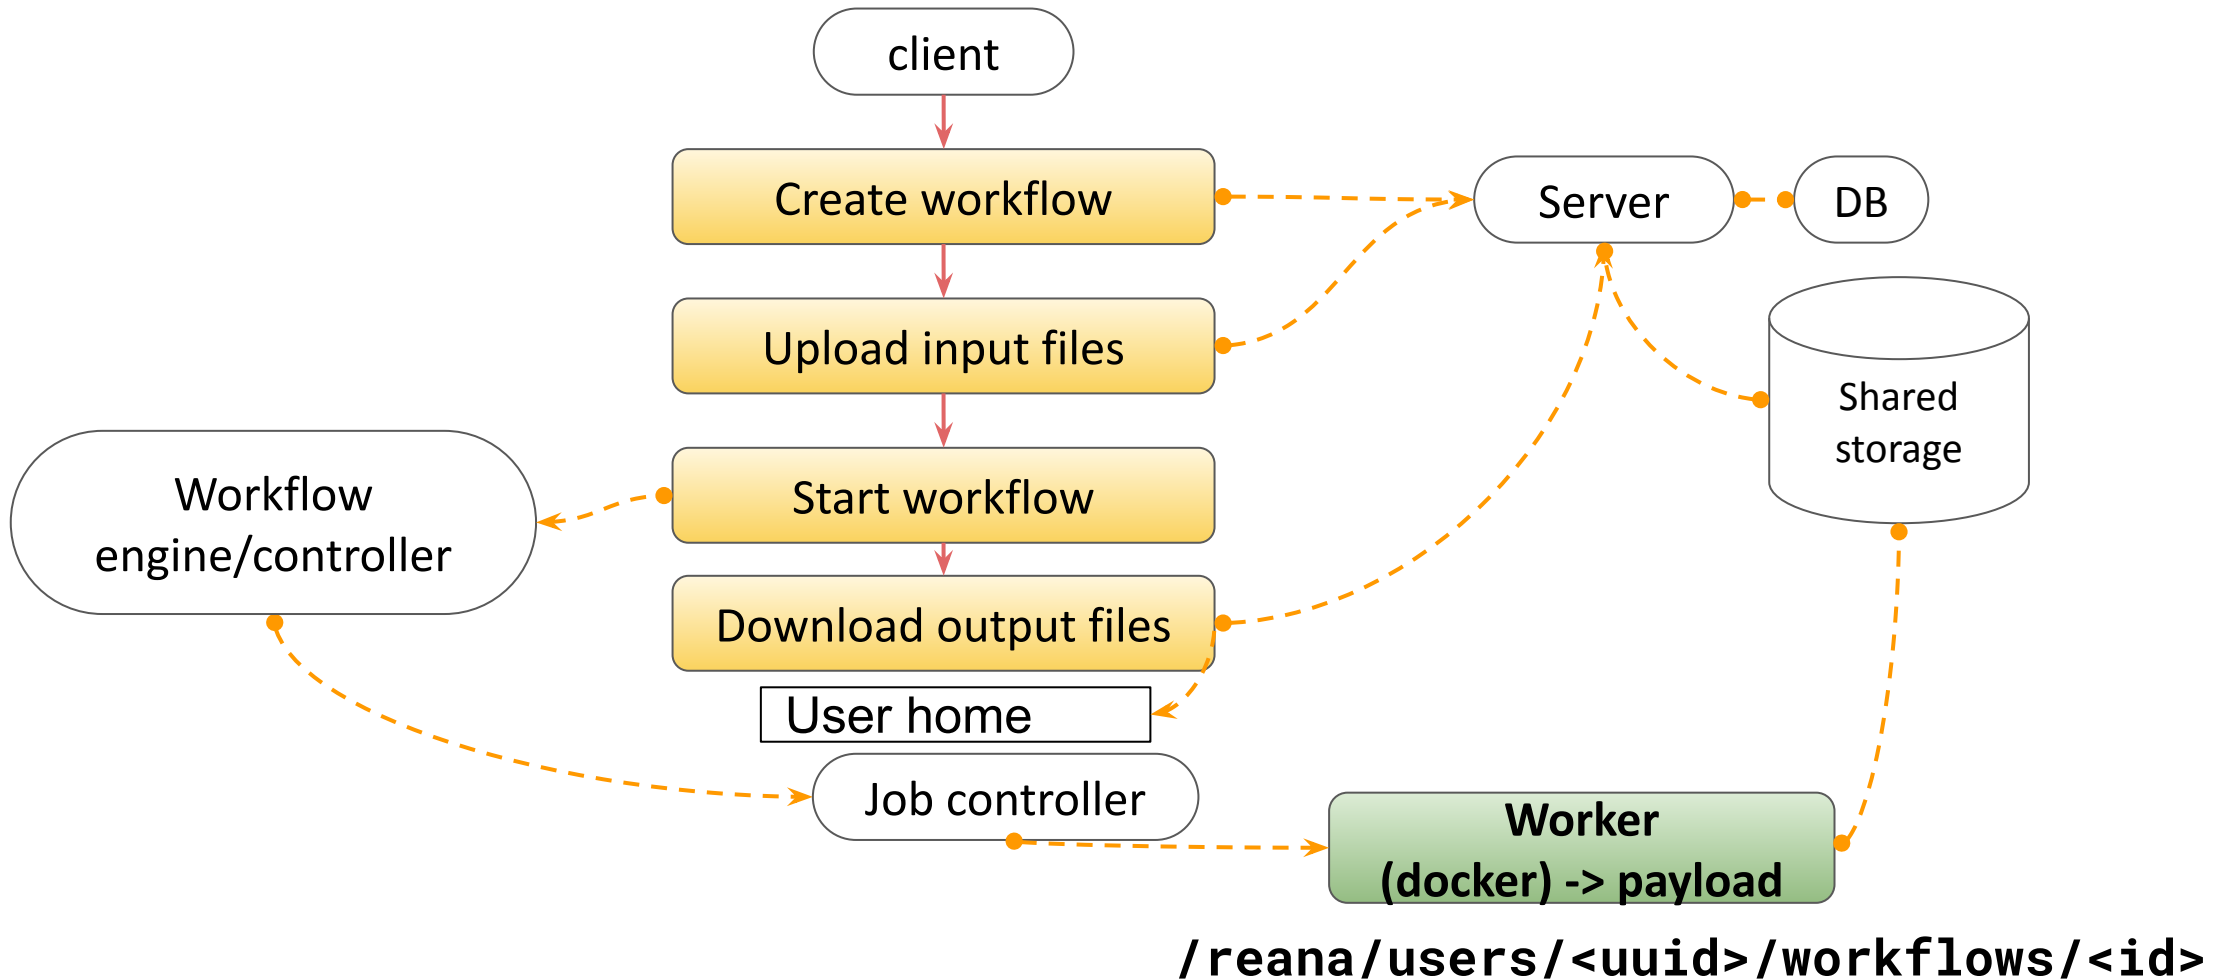 client
Create workflow
Server
DB
Upload input files
Shared
storage
Workflow
engine/controller
Start workflow
Download output files
User home
Job controller
Worker
(docker) -> payload
/reana/users/<uuid>/workflows/<id>